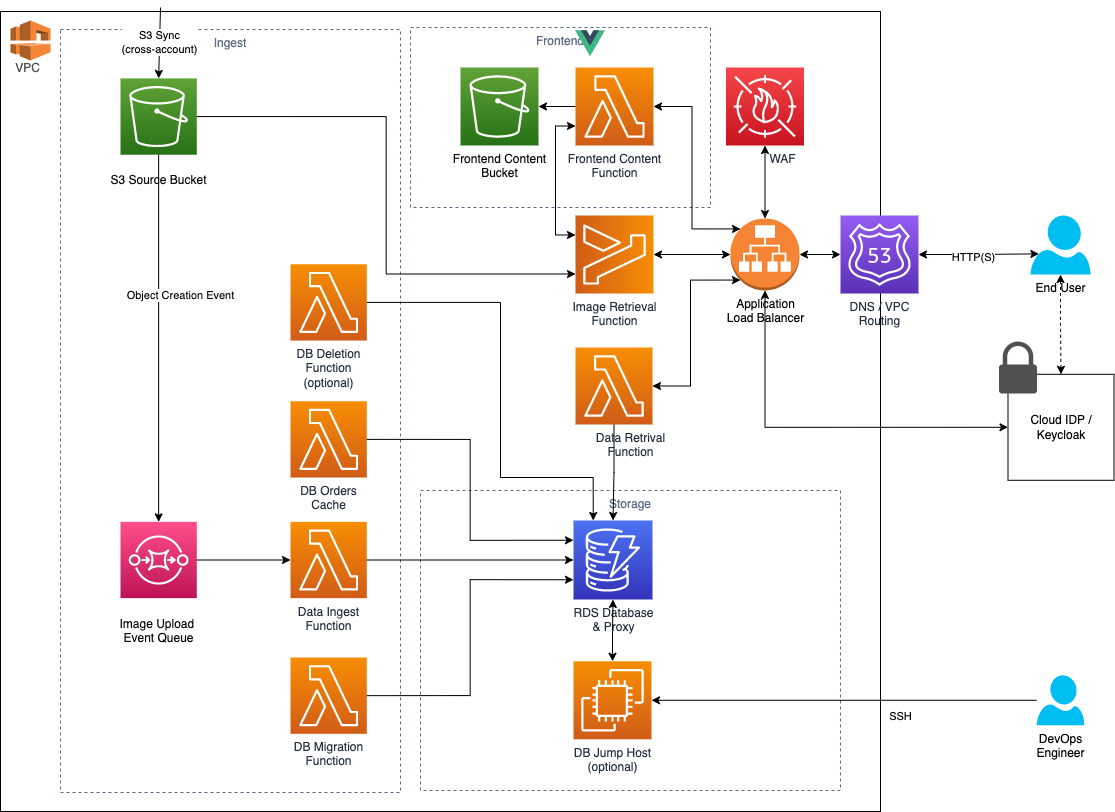 VPC
S3 Sync
(cross-account)
Ingest
S3 Source Bucket
Object Creation Event
Image Upload
Event Queue
DB Deletion
Function
(optional)
DB Orders
Cache
Data Ingest
Function
DB Migration
Function
Frontend
Frontend Content
Bucket
Frontend Content
Function
WAF
Image Retrieval
Function
Application
Load Balancer
53
DNS / VPC
Routing
HTTP(S)
End User
Cloud IDP /
Keycloak
Data Retrival
Function
Storage
RDS Database
& Proxy
DB Jump Host
(optional)
SSH
DevOps
Engineer